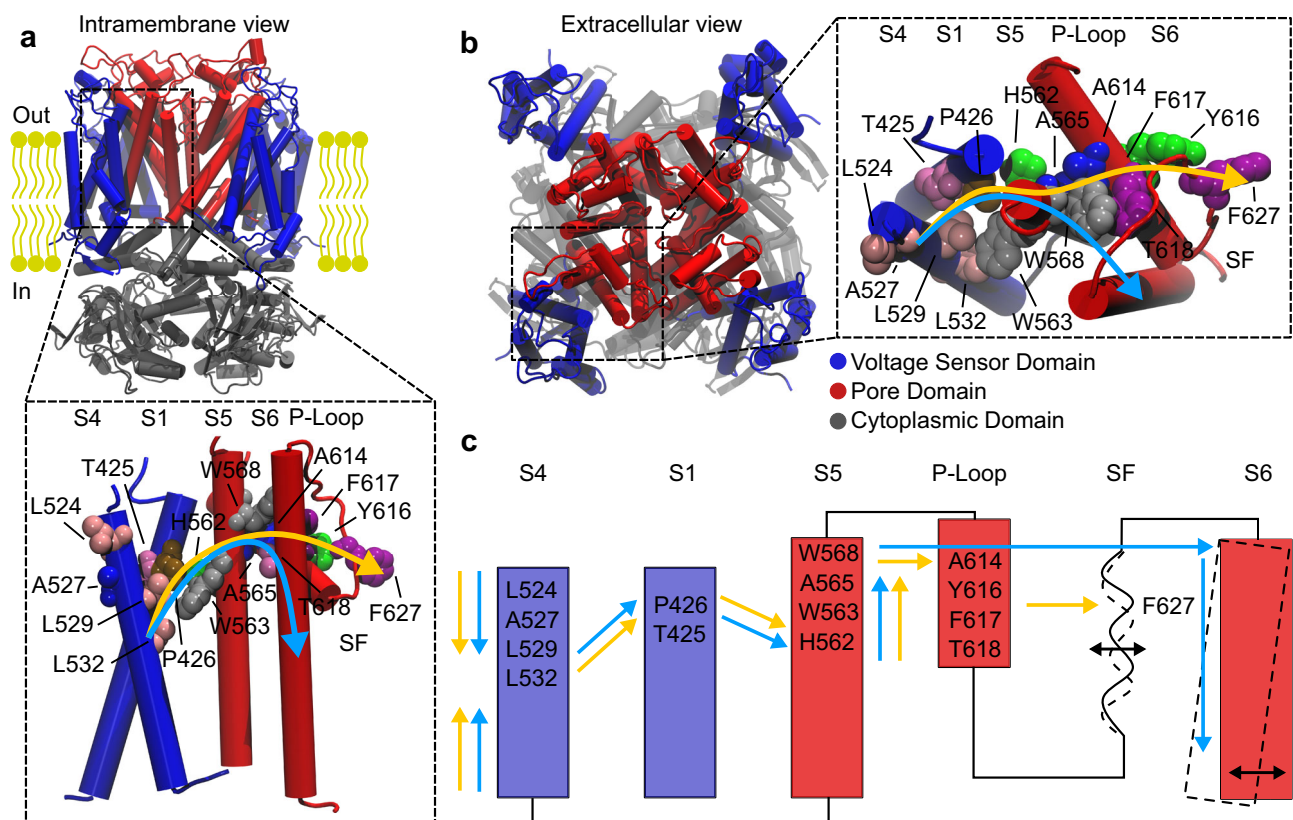 a
Intramembrane view
Out
In
S4 S1 S5 S6 P-Loop
T425
W568
A614
F617
Y616
L524
H562
A527
A565
T618
F627
L529
W563
SF
L532
P426
b
Extracellular view
S4 S1 S5 P-Loop S6
H562
A614
F617
P426
A565
Y616
T425
L524
F627
W568
T618
SF
A527
L529
L532
W563
Voltage Sensor Domain
Pore Domain
Cytoplasmic Domain
c
S4 S1 S5 P-Loop SF S6
L524
A527
L529
L532
P426
T425
W568
A565
W563
H562
A614
Y616
F617
T618
F627